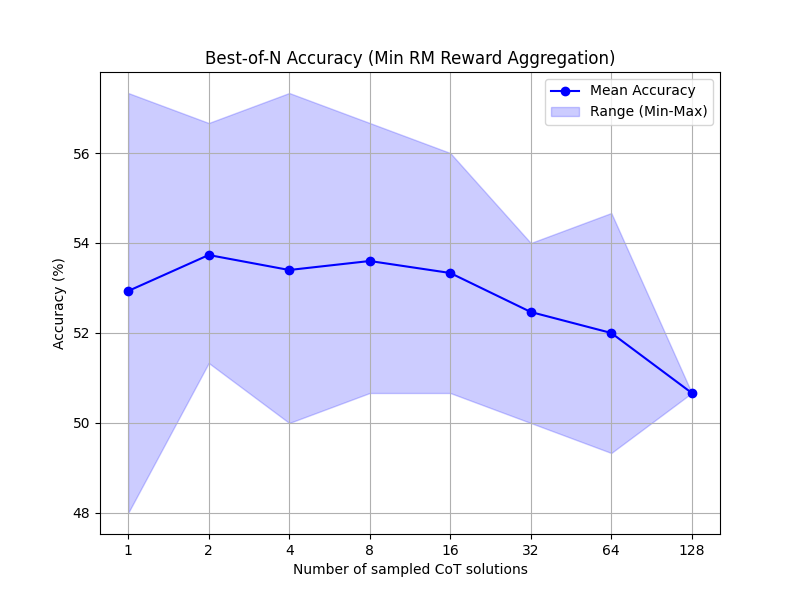 Best-of-N Accuracy (Min RM Reward Aggregation)
Mean Accuracy
Range (Min-Max)
Accuracy (%)
56
54
52
50
48
1 2 4 8 16 32 64 128
Number of sampled CoT solutions